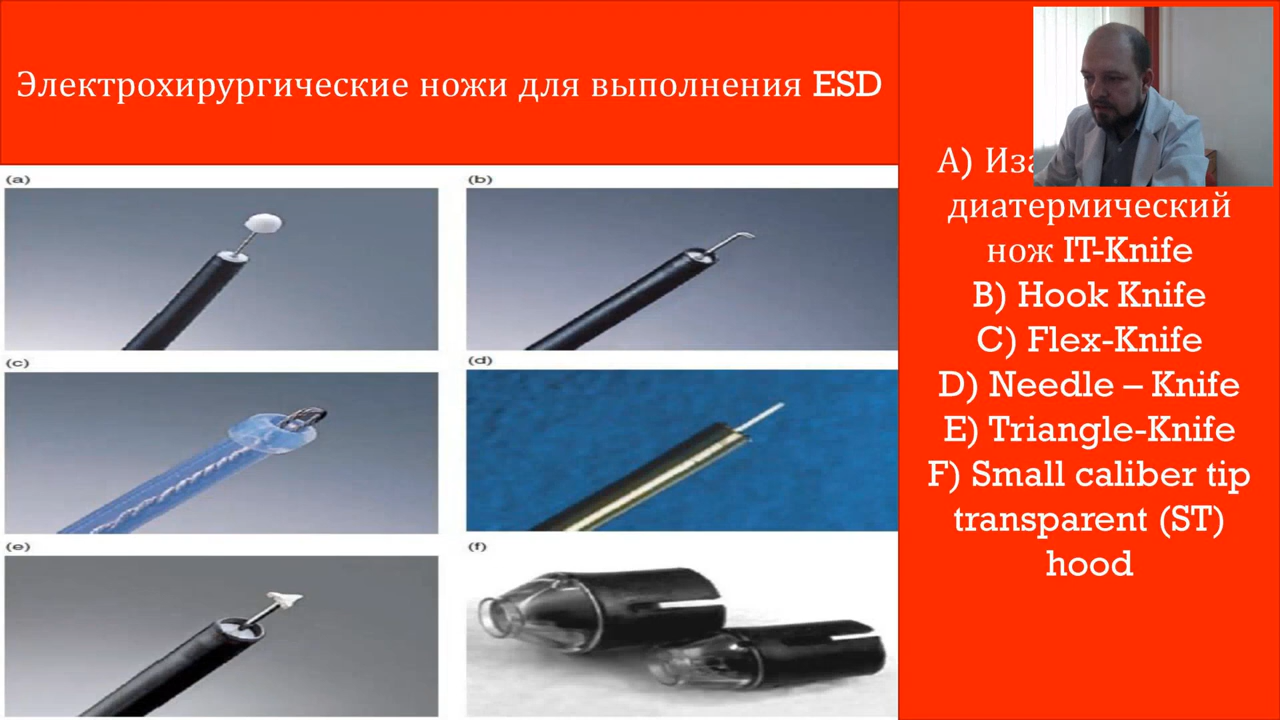 Электрохирургические ножи для выполнения ESD
(a)
(b)
(c)
(d)
(e)
(f)
A)
диатермический
нож IT-Knife
B) Hook Knife
C) Flex-Knife
D) Needle – Knife
E) Triangle-Knife
F) Small caliber tip
transparent (ST)
hood